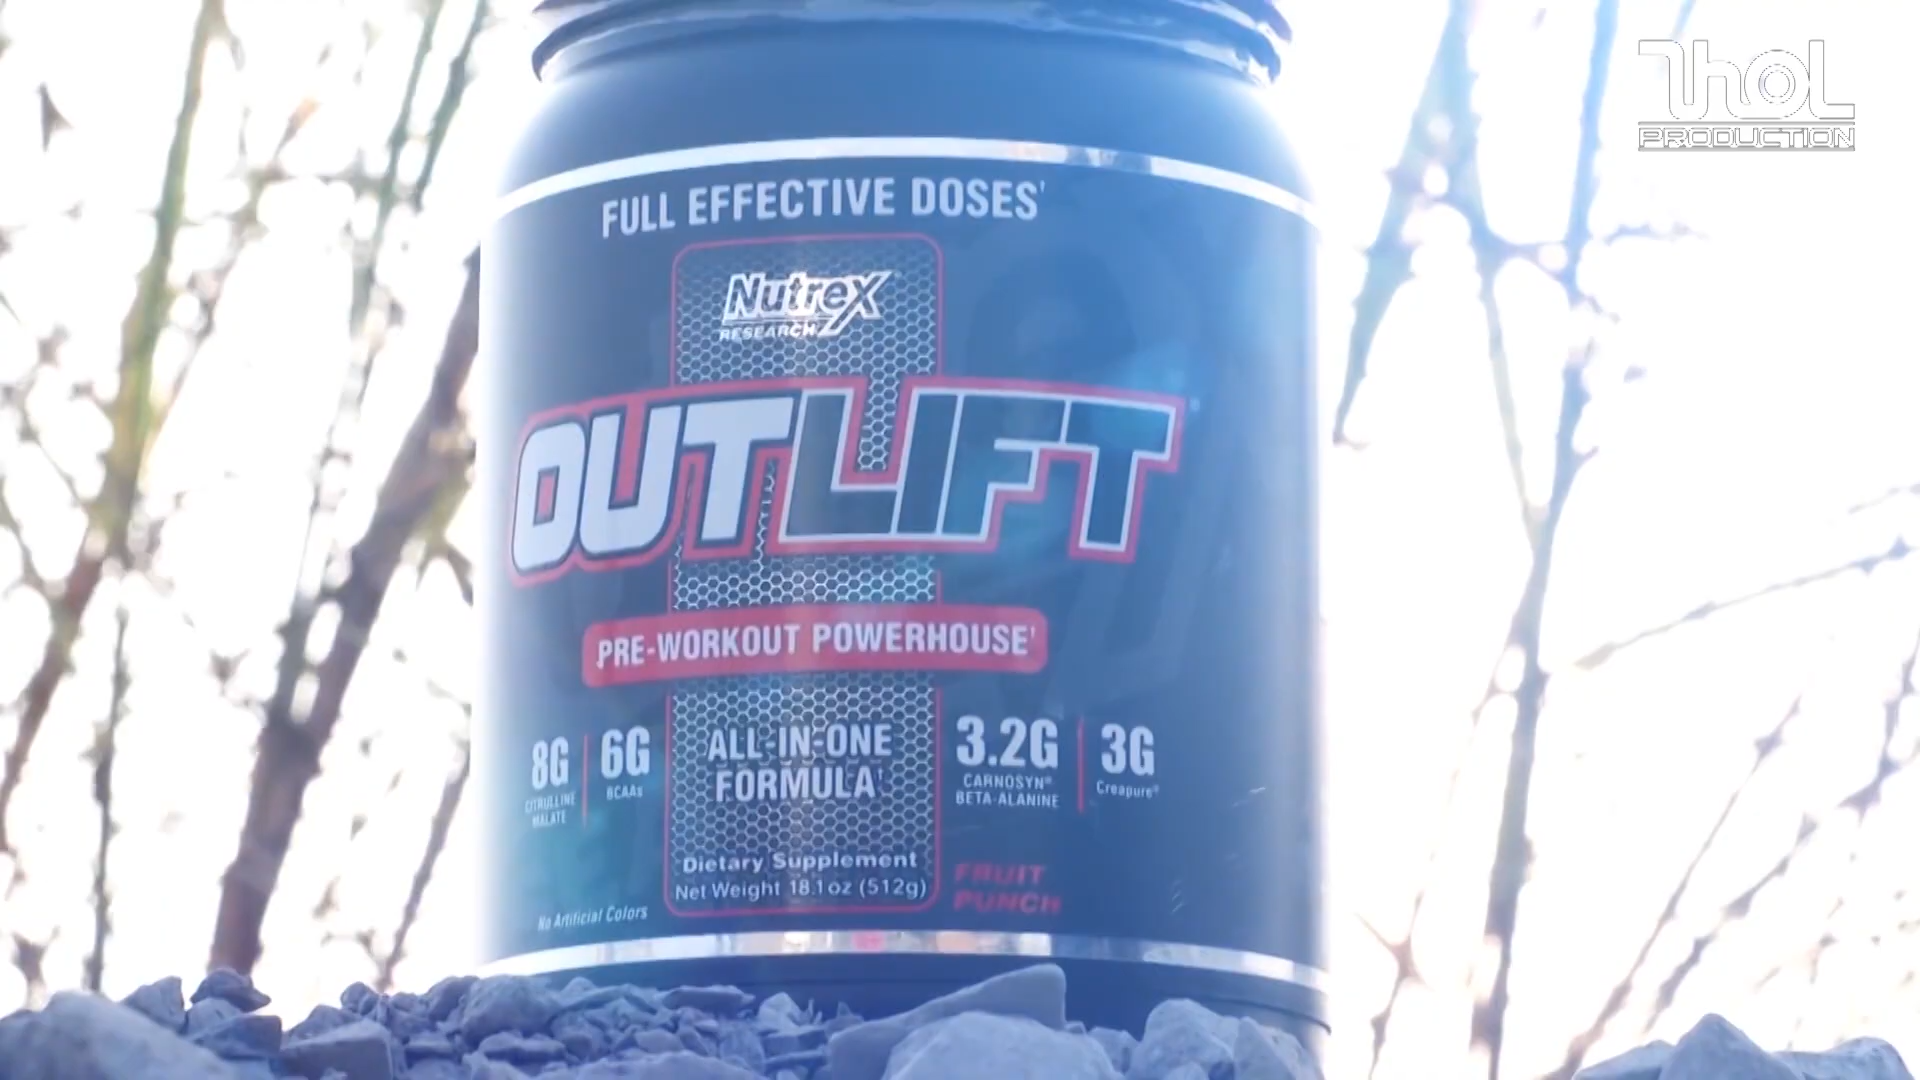 Thol
PRODUCTION
FULL EFFECTIVE DOSES†
Nutrex
RESEARCH
OUTLIFT®
PRE-WORKOUT POWERHOUSE†
8G
CITRULLINE
MALATE
6G
BCAAs
ALL-IN-ONE
FORMULA†
3.2G
CARNOSYN®
BETA-ALANINE
3G
Creapure®
Dietary Supplement
Net Weight 18.1oz (512g)
FRUIT
PUNCH
No Artificial Colors